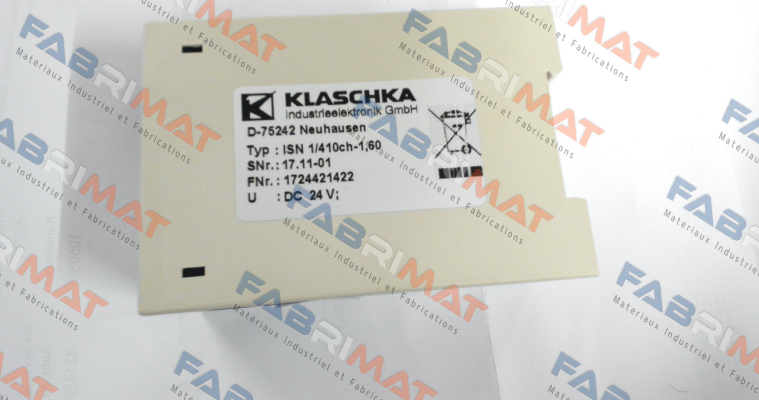 KLASCHKA
Industrieelektronik GmbH
D-75242 Neuhausen
Typ : ISN 1/410ch-1,60
SNr.: 17.11-01
FNr.: 1724421422
U : DC 24 V;
FABRIMAT
Materiaux Industriel et Fabrications